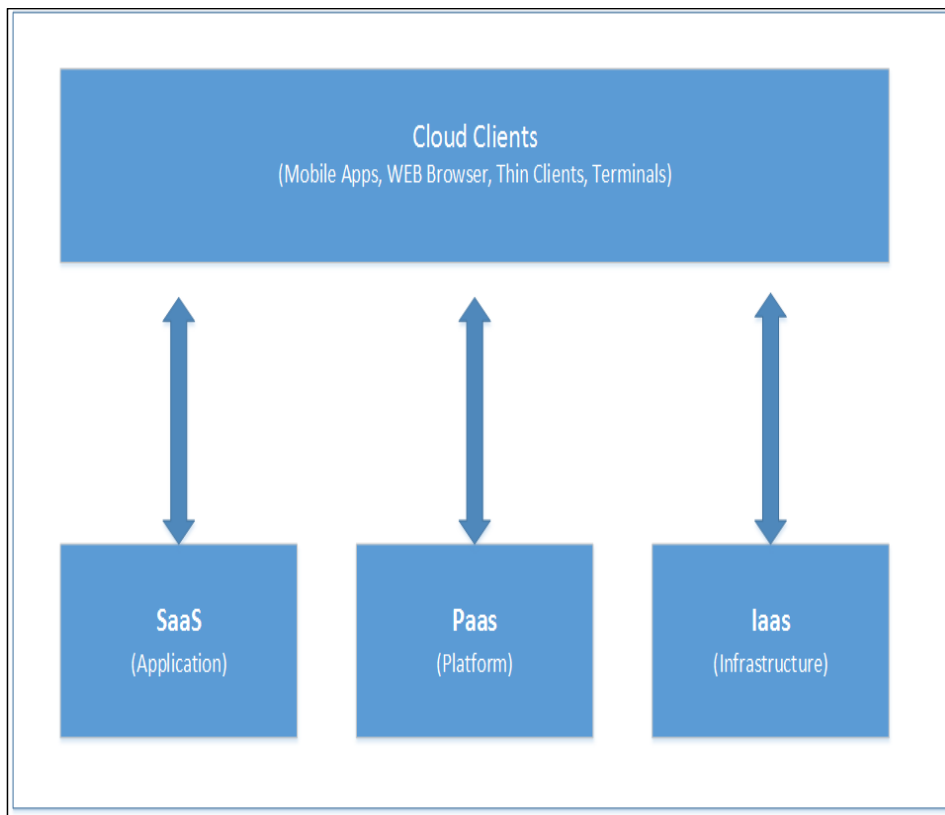 Cloud Clients
(Mobile Apps, WEB Browser, Thin Clients, Terminals)
SaaS
(Application)
Paas
(Platform)
Iaas
(Infrastructure)